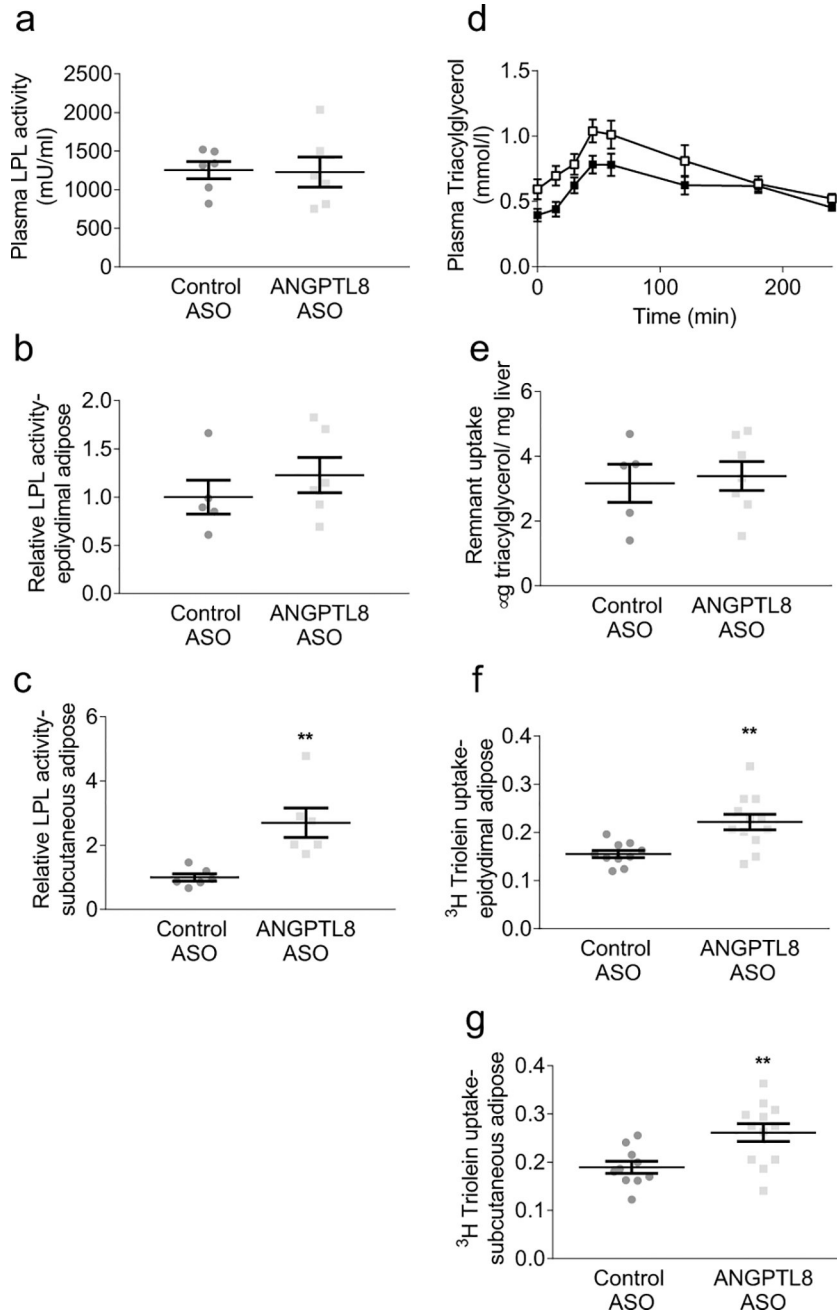 a
Plasma LPL activity
(mU/ml)
2500
2000
1500
1000
500
0
Control
ASO
ANGPTL8
ASO
b
Relative LPL activity-
epdiydimal adipose
2.0
1.5
1.0
0.5
0.0
Control
ASO
ANGPTL8
ASO
c
Relative LPL activity-
subcutaneous adipose
6
4
2
0
**
Control
ASO
ANGPTL8
ASO
d
Plasma Triacylglycerol
(mmol/l)
1.5
1.0
0.5
0.0
0
100
200
Time (min)
e
Remnant uptake
∝g triacylglycerol/ mg liver
6
4
2
0
Control
ASO
ANGPTL8
ASO
f
³H Triolein uptake-
epidydimal adipose
0.4
0.3
0.2
0.1
0.0
**
Control
ASO
ANGPTL8
ASO
g
³H Triolein uptake-
subcutaneous adipose
0.4
0.3
0.2
0.1
0.0
**
Control
ASO
ANGPTL8
ASO